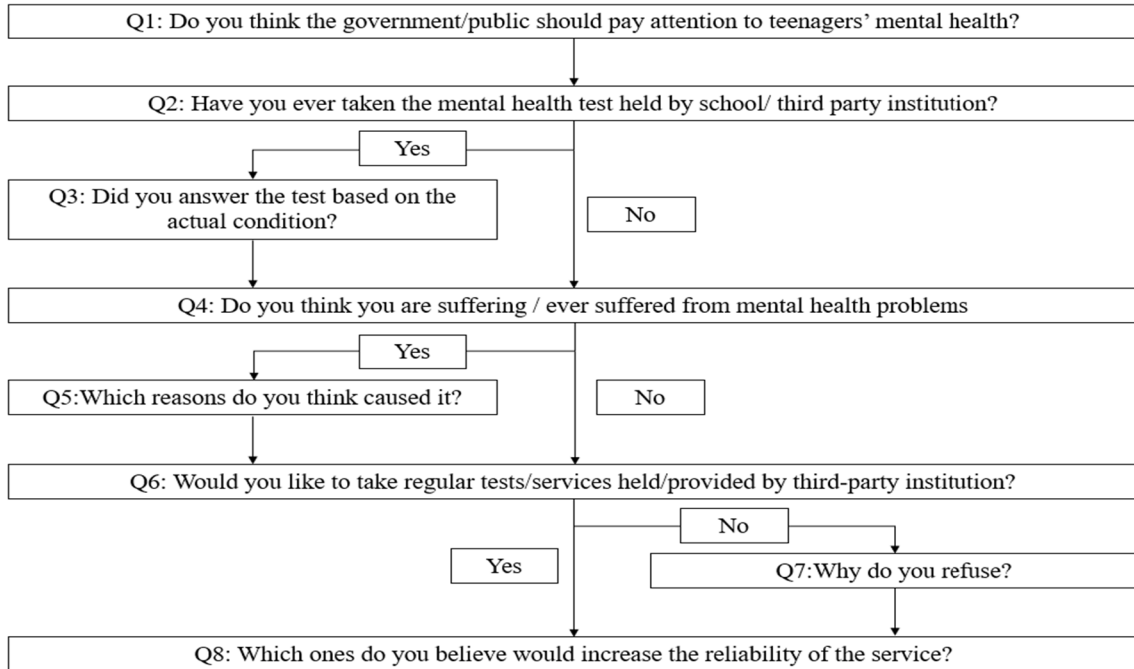 Q1: Do you think the government/public should pay attention to teenagers’ mental health?
Q2: Have you ever taken the mental health test held by school/ third party institution?
Yes
Q3: Did you answer the test based on the
actual condition?
No
Q4: Do you think you are suffering / ever suffered from mental health problems
Yes
Q5:Which reasons do you think caused it?
No
Q6: Would you like to take regular tests/services held/provided by third-party institution?
No
Yes
Q7:Why do you refuse?
Q8: Which ones do you believe would increase the reliability of the service?